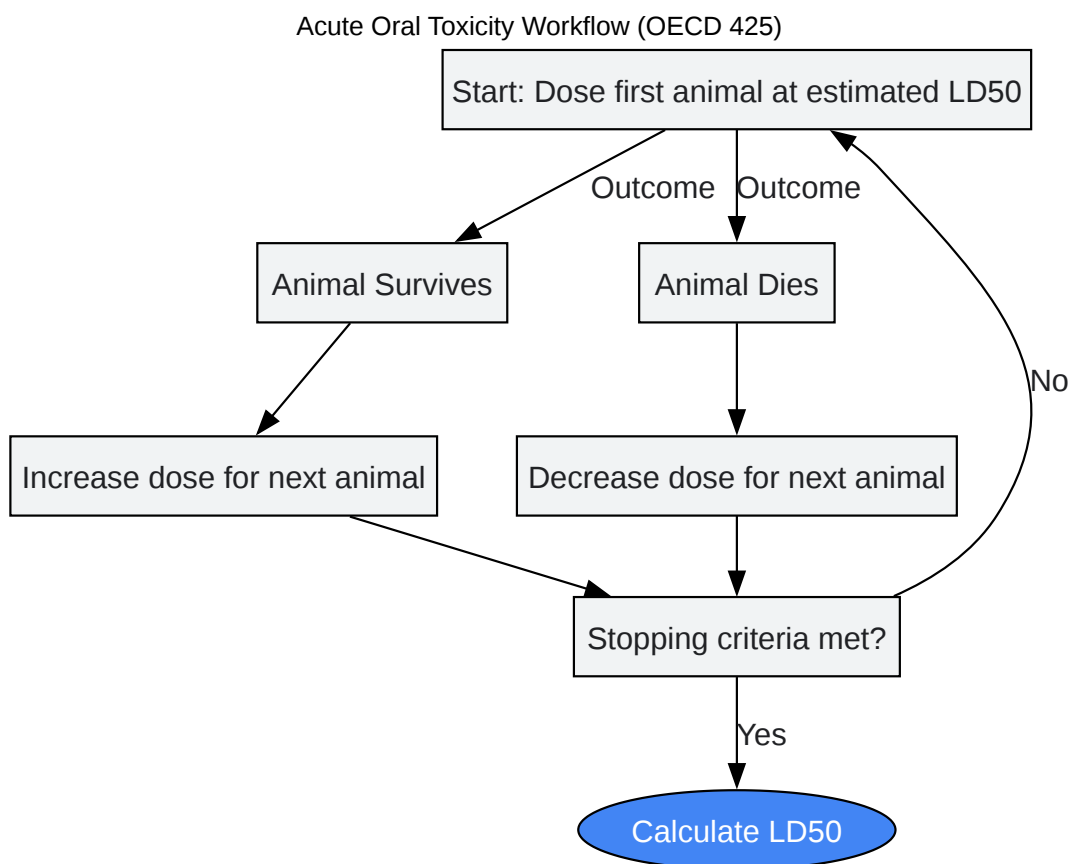 Acute Oral Toxicity Workflow (OECD 425)
Start: Dose first animal at estimated LD50
Outcome
Outcome
Animal Survives
Animal Dies
No
Increase dose for next animal
Decrease dose for next animal
Stopping criteria met?
Yes
Calculate LD50